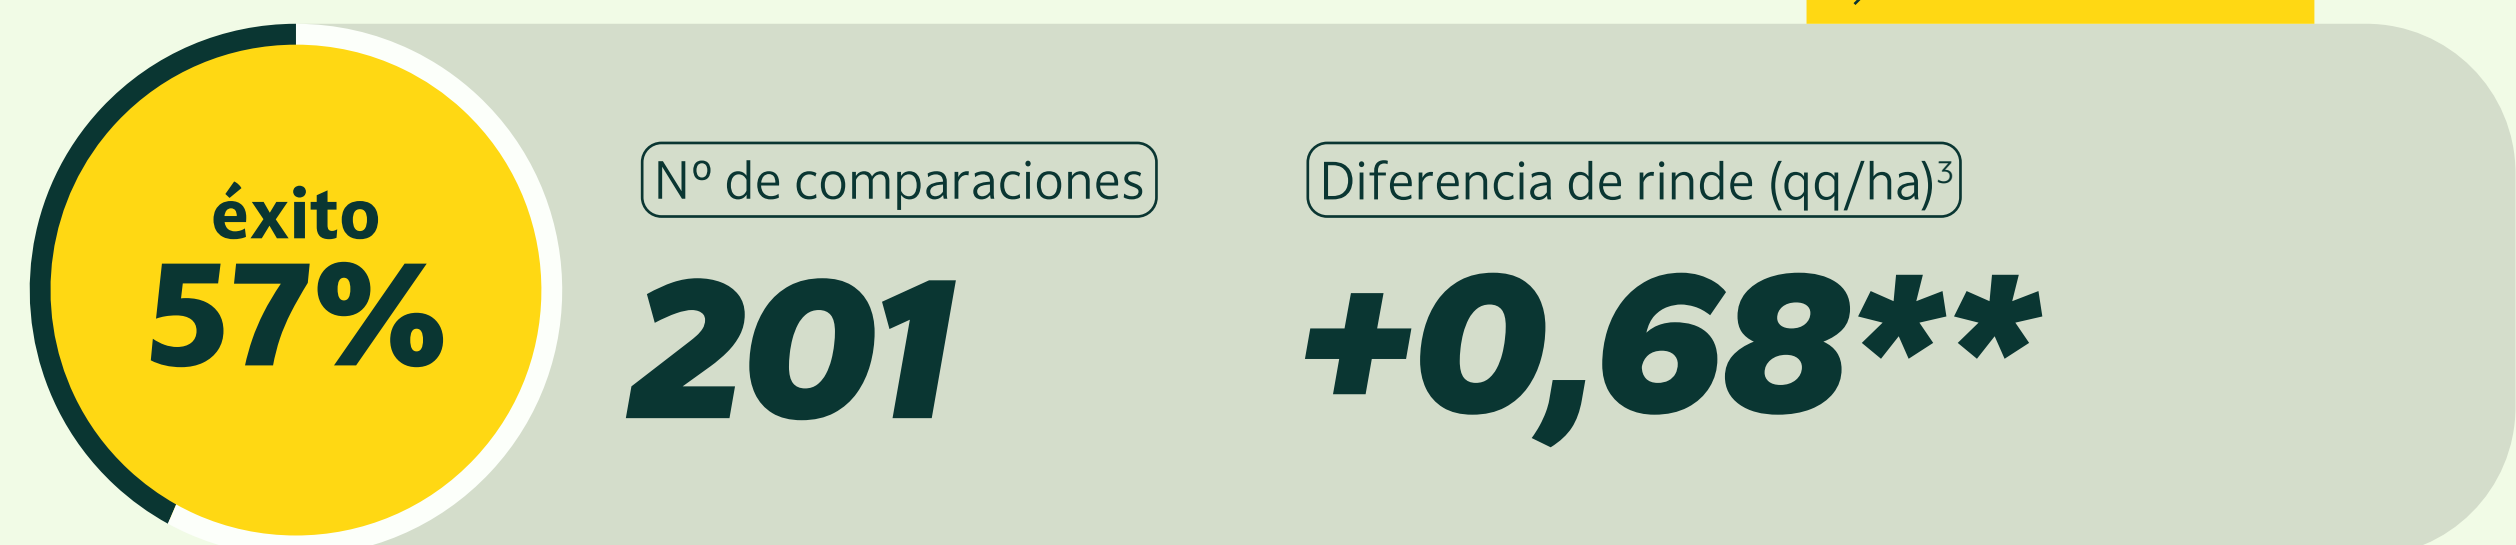 éxito
57%
Nº de comparaciones
201
Diferencia de rinde (qq/ha)³
+0,68**